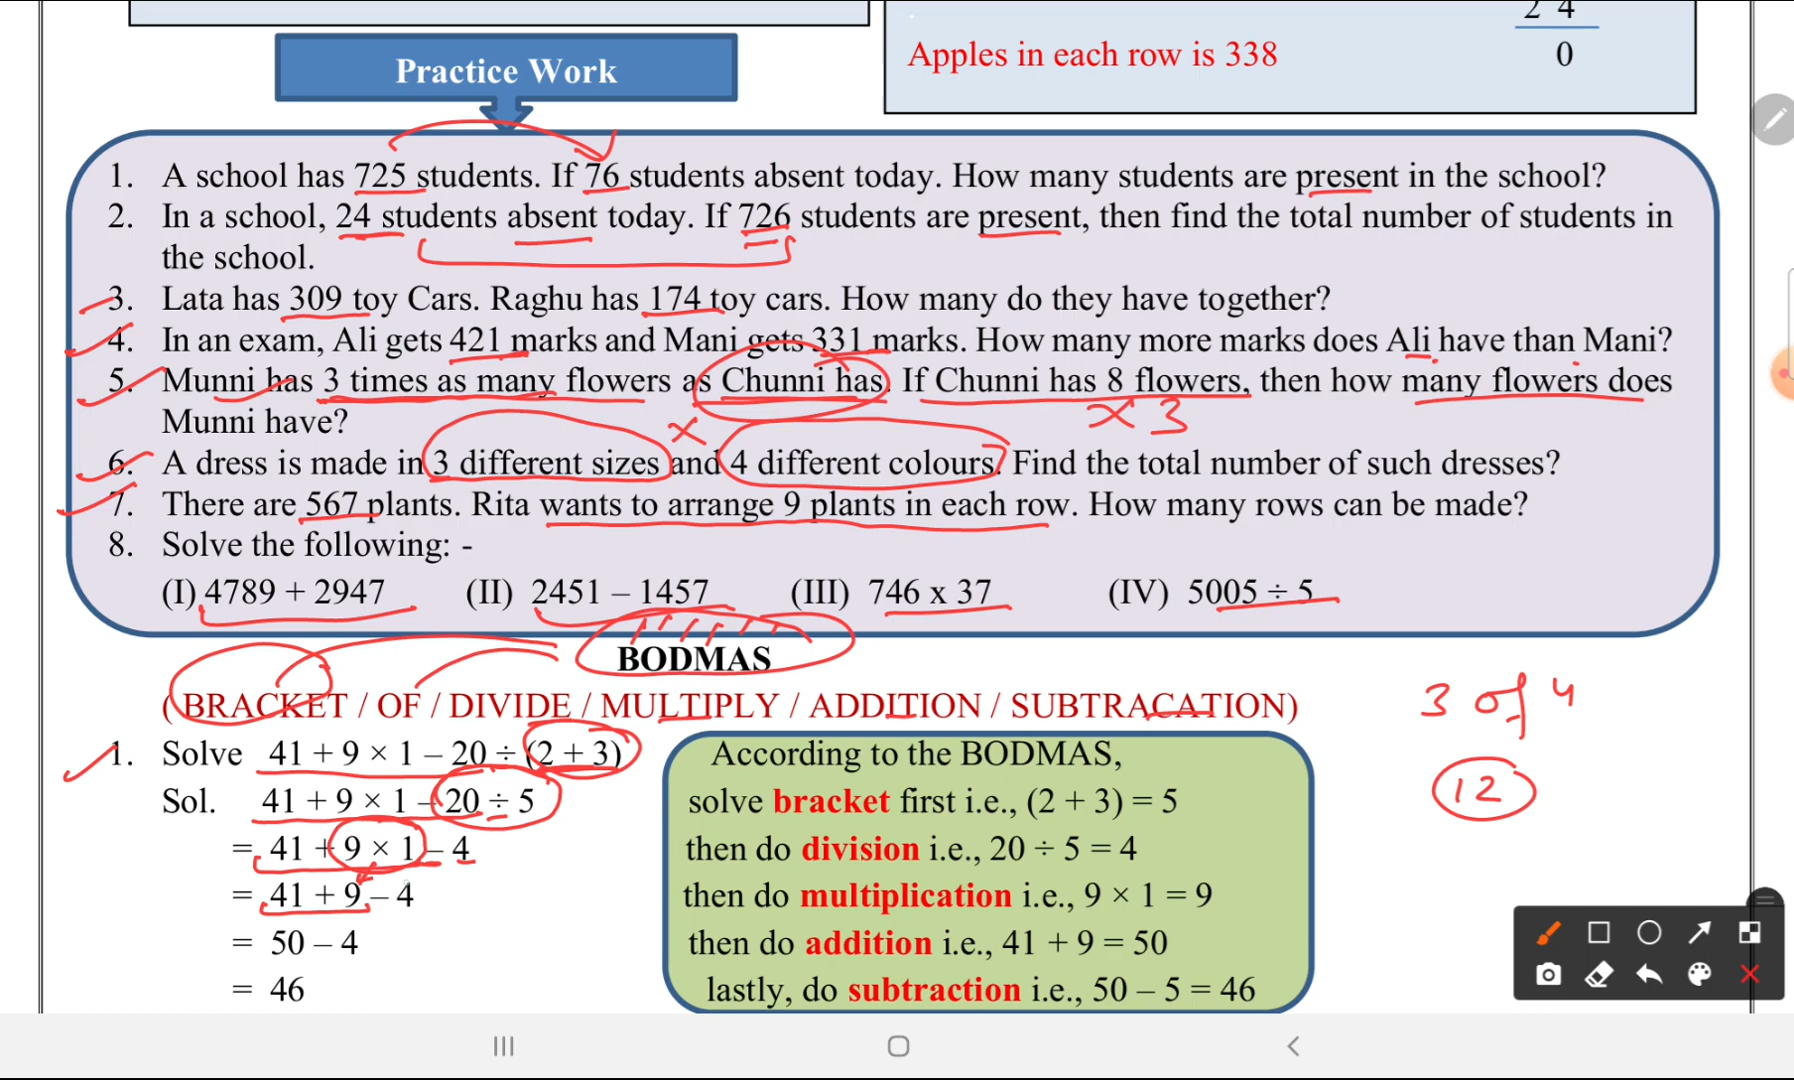 2 4
0
Apples in each row is 338
Practice Work
1. A school has 725 students. If 76 students absent today. How many students are present in the school?
2. In a school, 24 students absent today. If 726 students are present, then find the total number of students in
the school.
3. Lata has 309 toy Cars. Raghu has 174 toy cars. How many do they have together?
4. In an exam, Ali gets 421 marks and Mani gets 331 marks. How many more marks does Ali have than Mani?
5. Munni has 3 times as many flowers as Chunni has. If Chunni has 8 flowers, then how many flowers does
Munni have?
× 3
×
6. A dress is made in 3 different sizes and 4 different colours. Find the total number of such dresses?
7. There are 567 plants. Rita wants to arrange 9 plants in each row. How many rows can be made?
8. Solve the following: -
(I) 4789 + 2947 (II) 2451 – 1457 (III) 746 x 37 (IV) 5005 ÷ 5
BODMAS
( BRACKET / OF / DIVIDE / MULTIPLY / ADDITION / SUBTRACATION)
3 of 4
12
1. Solve 41 + 9 × 1 – 20 ÷ (2 + 3)
Sol. 41 + 9 × 1 – 20 ÷ 5
= 41 + 9 × 1 – 4
= 41 + 9 – 4
= 50 – 4
= 46
According to the BODMAS,
solve bracket first i.e., (2 + 3) = 5
then do division i.e., 20 ÷ 5 = 4
then do multiplication i.e., 9 × 1 = 9
then do addition i.e., 41 + 9 = 50
lastly, do subtraction i.e., 50 – 5 = 46